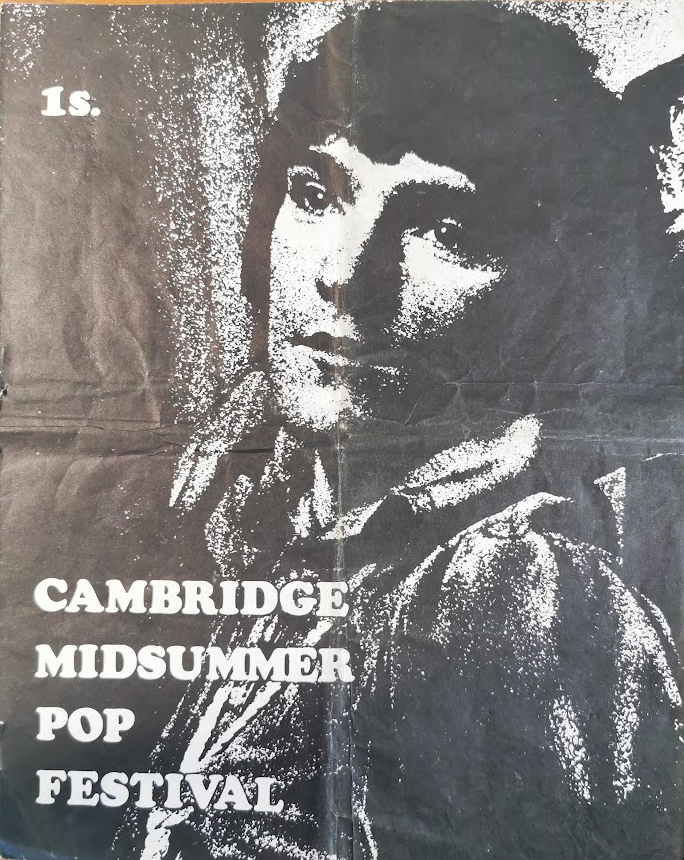 1s.
CAMBRIDGE
MIDSUMMER
POP
FESTIVAL